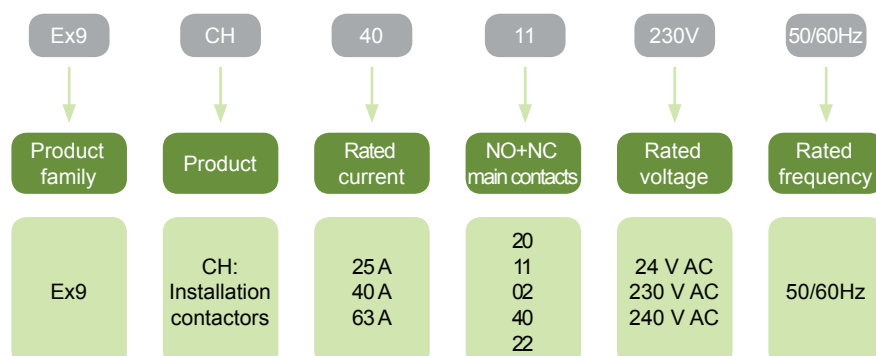 Ex9 CH 40 11 230V 50/60Hz
Product family
Product
Rated current
NO+NC main contacts
Rated voltage
Rated frequency
Ex9
CH:
Installation
contactors
25 A
40 A
63 A
20
11
02
40
22
24 V AC
230 V AC
240 V AC
50/60Hz